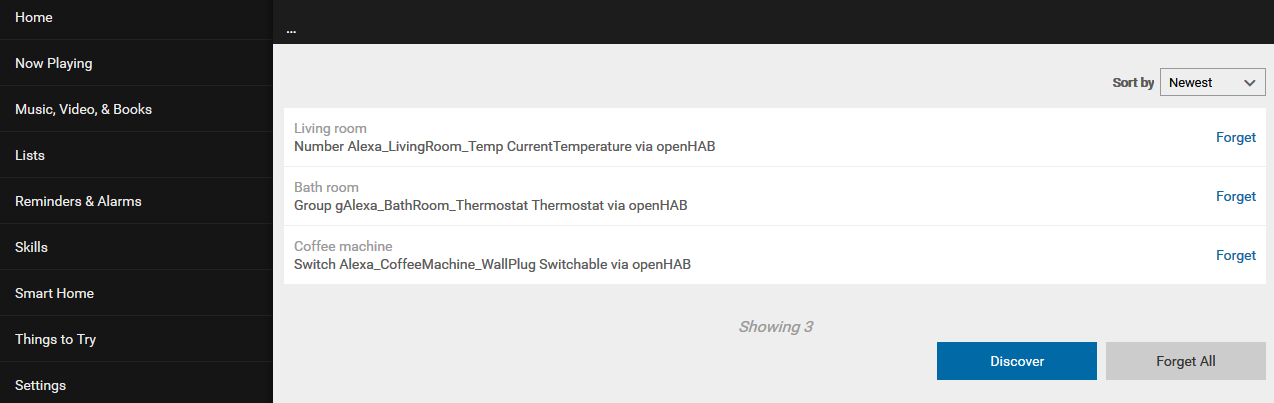 Home
Now Playing
Music, Video, & Books
Lists
Reminders & Alarms
Skills
Smart Home
Things to Try
Settings
...
Sort by Newest
Living room
Number Alexa_LivingRoom_Temp CurrentTemperature via openHAB
Forget
Bath room
Group gAlexa_BathRoom_Thermostat Thermostat via openHAB
Forget
Coffee machine
Switch Alexa_CoffeeMachine_WallPlug Switchable via openHAB
Forget
Showing 3
Discover
Forget All